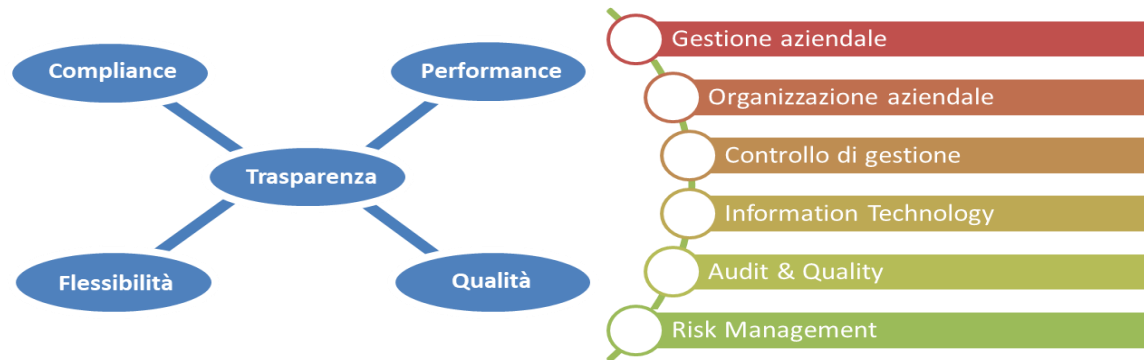 Compliance
Performance
Trasparenza
Flessibilità
Qualità
Gestione aziendale
Organizzazione aziendale
Controllo di gestione
Information Technology
Audit & Quality
Risk Management